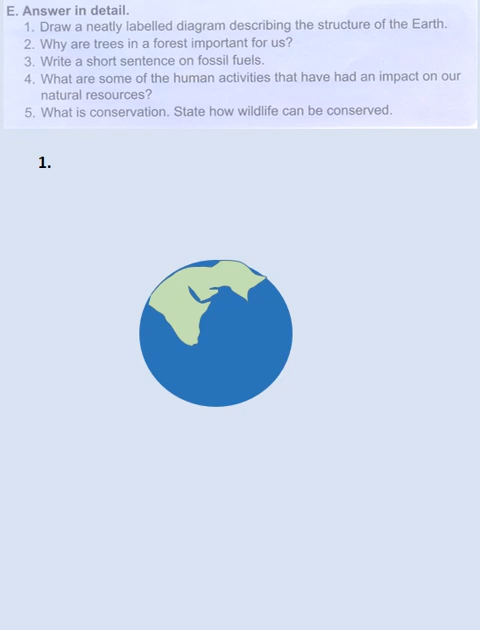 E. Answer in detail.
1. Draw a neatly labelled diagram describing the structure of the Earth.
2. Why are trees in a forest important for us?
3. Write a short sentence on fossil fuels.
4. What are some of the human activities that have had an impact on our
natural resources?
5. What is conservation. State how wildlife can be conserved.
1.